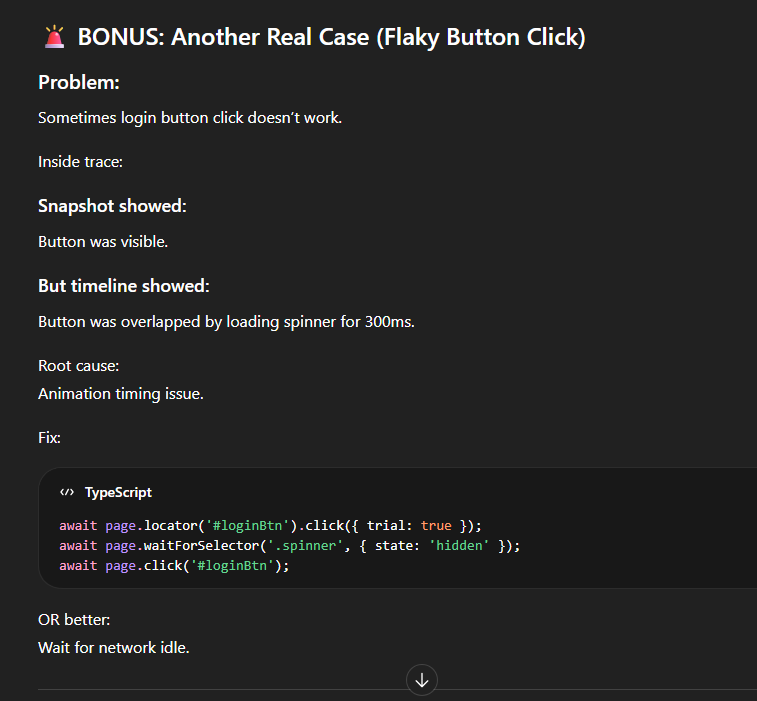 🚨 BONUS: Another Real Case (Flaky Button Click)
Problem:
Sometimes login button click doesn’t work.
Inside trace:
Snapshot showed:
Button was visible.
But timeline showed:
Button was overlapped by loading spinner for 300ms.
Root cause:
Animation timing issue.
Fix:
</> TypeScript
await page.locator('#loginBtn').click({ trial: true });
await page.waitForSelector('.spinner', { state: 'hidden' });
await page.click('#loginBtn');
OR better:
Wait for network idle.